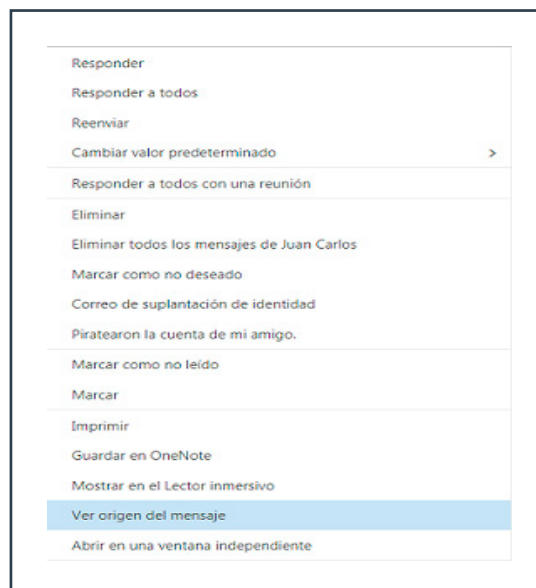 Responder
Responder a todos
Reenviar
Cambiar valor predeterminado >
Responder a todos con una reunión
Eliminar
Eliminar todos los mensajes de Juan Carlos
Marcar como no deseado
Correo de suplantación de identidad
Piratearon la cuenta de mi amigo.
Marcar como no leído
Marcar
Imprimir
Guardar en OneNote
Mostrar en el Lector inmersivo
Ver origen del mensaje
Abrir en una ventana independiente